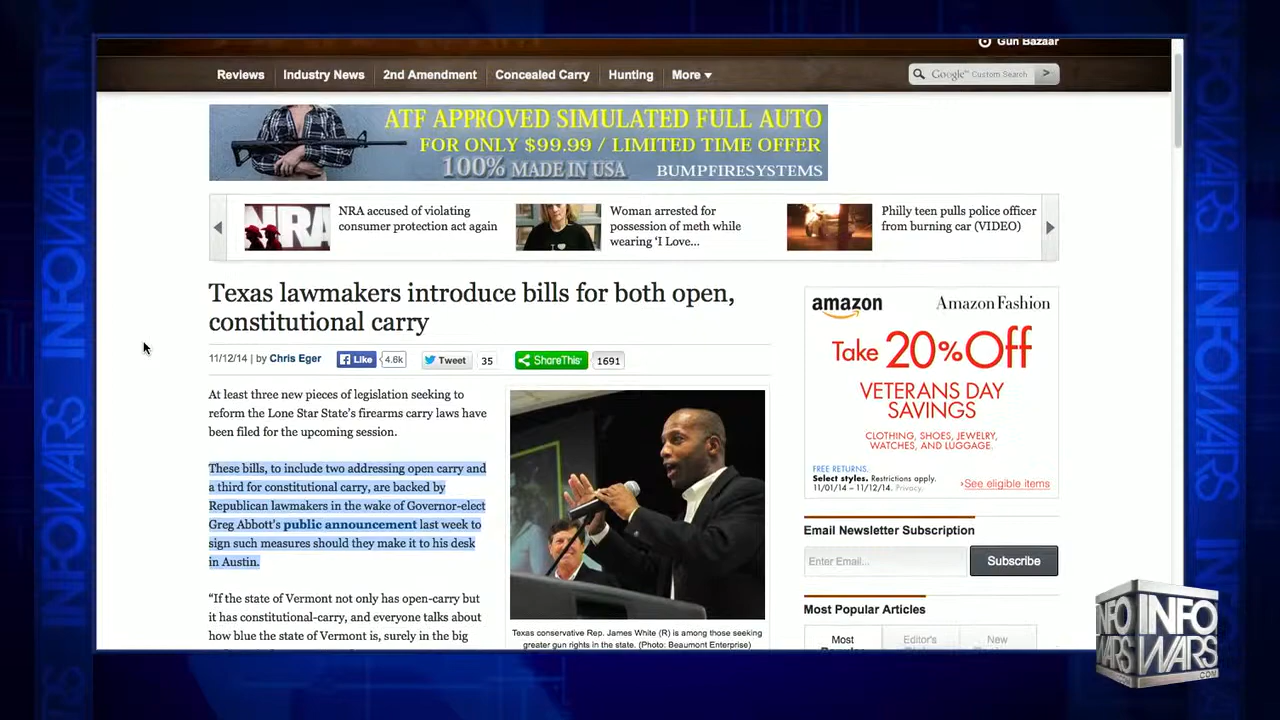 Gun Bazaar
Reviews
Industry News
2nd Amendment
Concealed Carry
Hunting
More
Google™ Custom Search
>
ATF APPROVED SIMULATED FULL AUTO
FOR ONLY $99.99 / LIMITED TIME OFFER
100% MADE IN USA
BUMPFIRESYSTEMS
NRA
NRA accused of violating
consumer protection act again
Woman arrested for
possession of meth while
wearing ‘I Love...
Philly teen pulls police officer
from burning car (VIDEO)
Texas lawmakers introduce bills for both open,
constitutional carry
11/12/14 | by Chris Eger
Like
4.6k
Tweet
35
ShareThis
1691
At least three new pieces of legislation seeking to
reform the Lone Star State’s firearms carry laws have
been filed for the upcoming session.
These bills, to include two addressing open carry and
a third for constitutional carry, are backed by
Republican lawmakers in the wake of Governor-elect
Greg Abbott’s public announcement last week to
sign such measures should they make it to his desk
in Austin.
“If the state of Vermont not only has open-carry but
it has constitutional-carry, and everyone talks about
how blue the state of Vermont is, surely in the big
Texas conservative Rep. James White (R) is among those seeking
greater gun rights in the state. (Photo: Beaumont Enterprise)
amazon
AmazonFashion
Take 20% Off
VETERANS DAY
SAVINGS
CLOTHING, SHOES, JEWELRY,
WATCHES, AND LUGGAGE.
FREE RETURNS.
Select styles. Restrictions apply.
11/01/14 – 11/12/14. Privacy.
›See eligible items
Email Newsletter Subscription
Enter Email...
Subscribe
Most Popular Articles
Most
Editor's
New
INFOWARS
INFOWARS
INFO
WARS
INFO
WARS
.COM